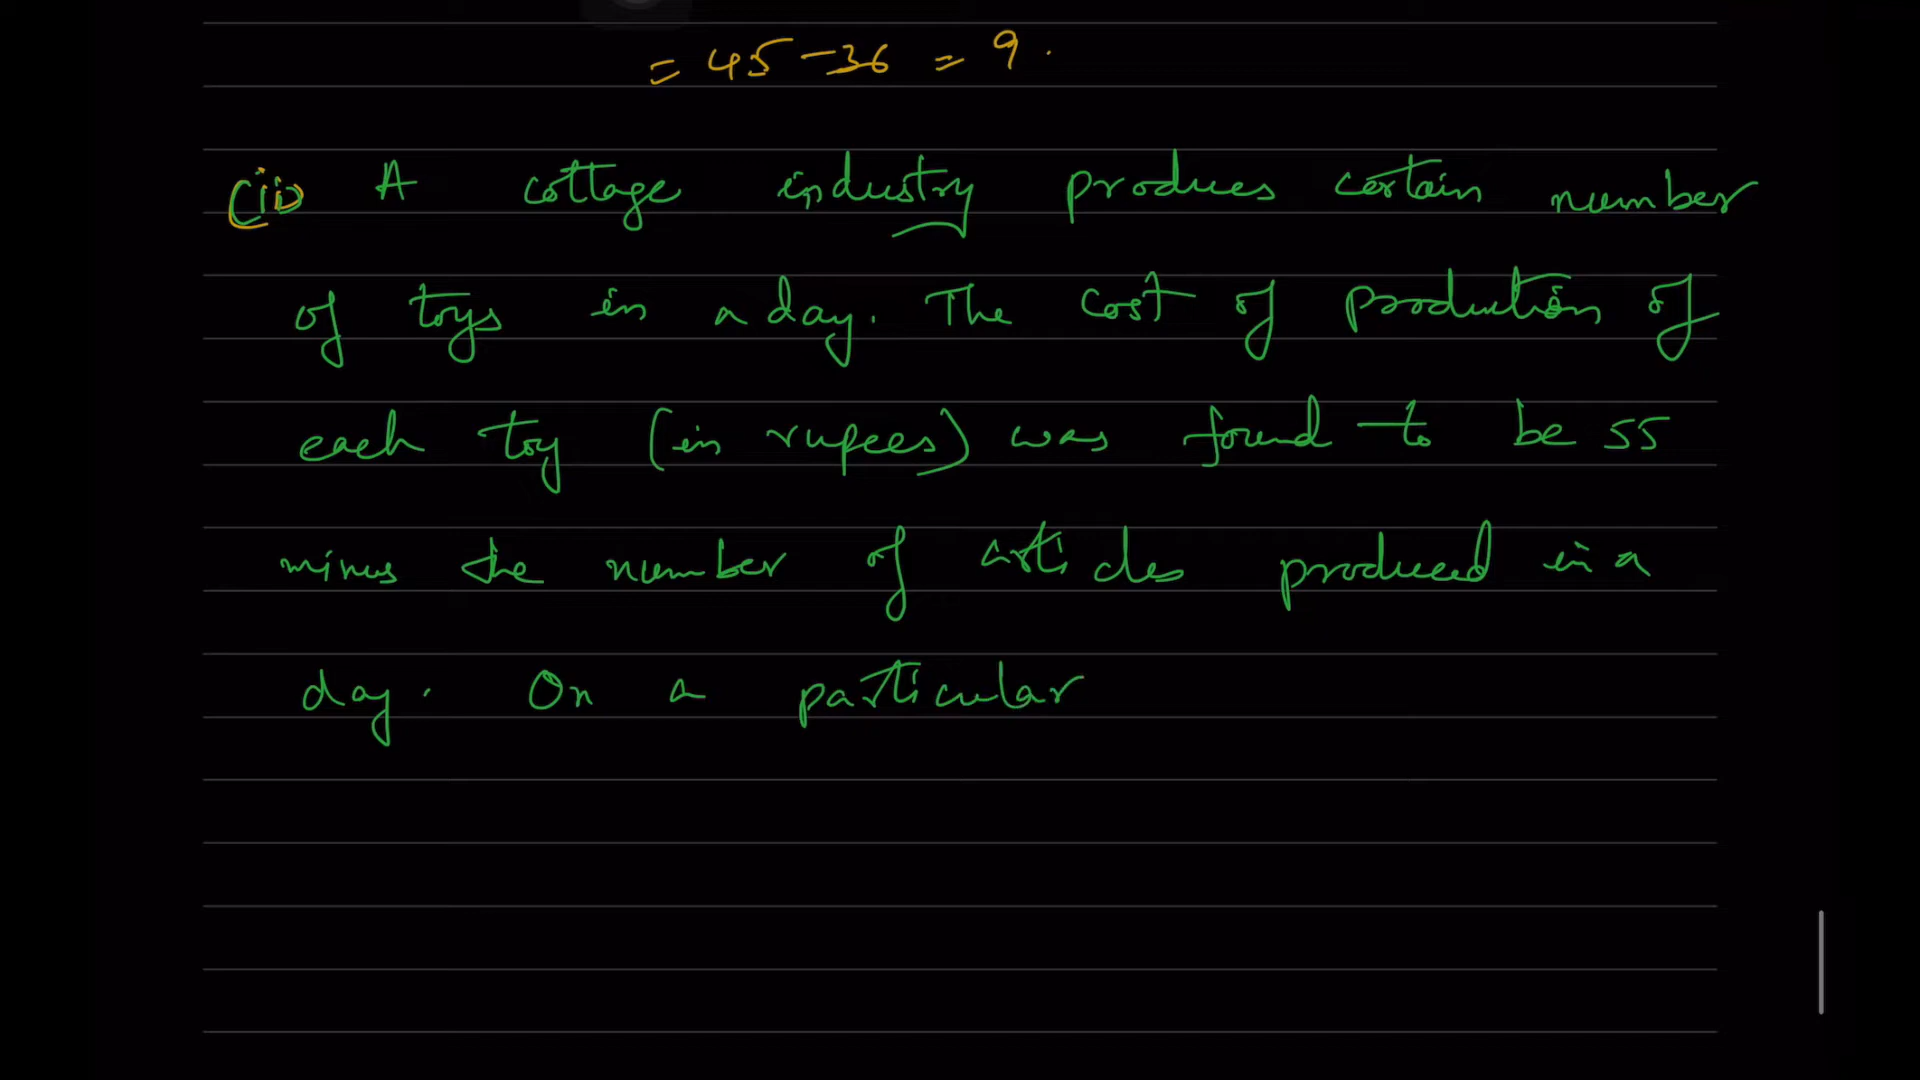 = 45 - 36 = 9.
(ii) A cottage industry produces certain number
of toys in a day. The cost of production of
each toy (in rupees) was found to be 55
minus the number of articles produced in a
day. On a particular